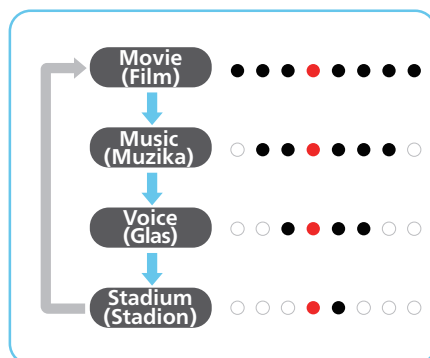 Movie
(Film)
Music
(Muzika)
Voice
(Glas)
Stadium
(Stadion)